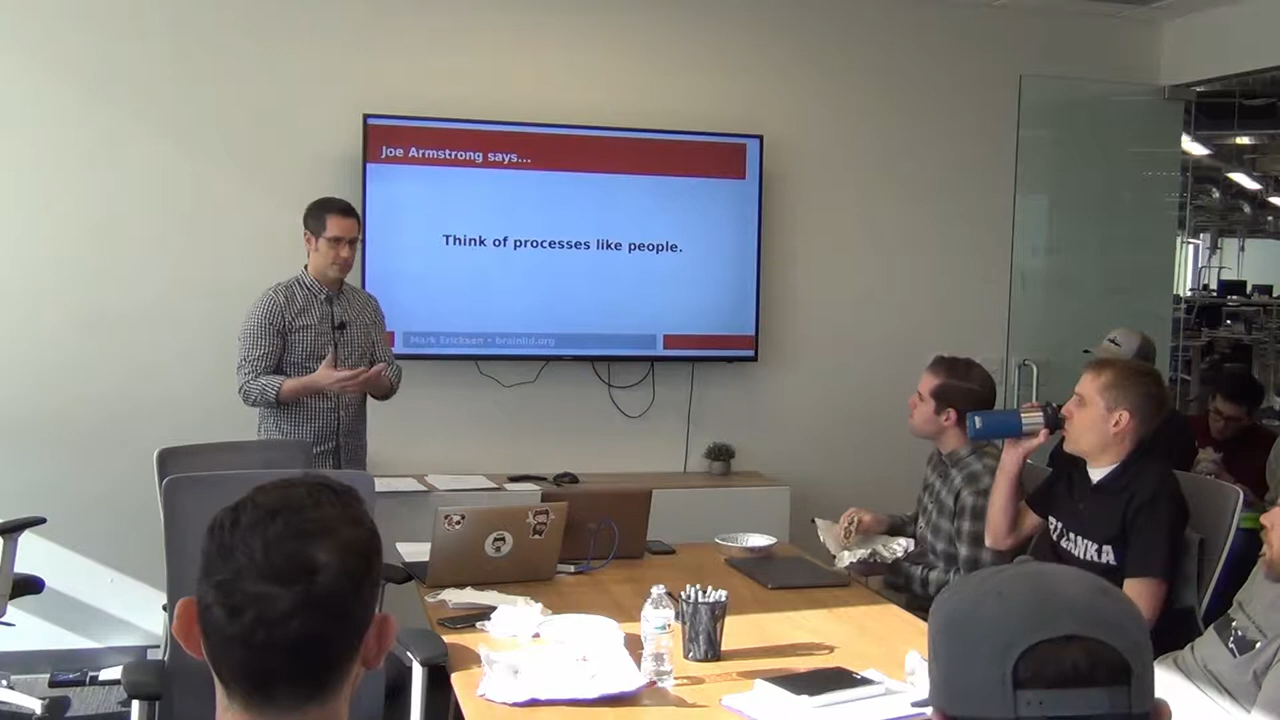 Joe Armstrong says...
Think of processes like people.
Mark Ericksen • brainlid.org
LANKA